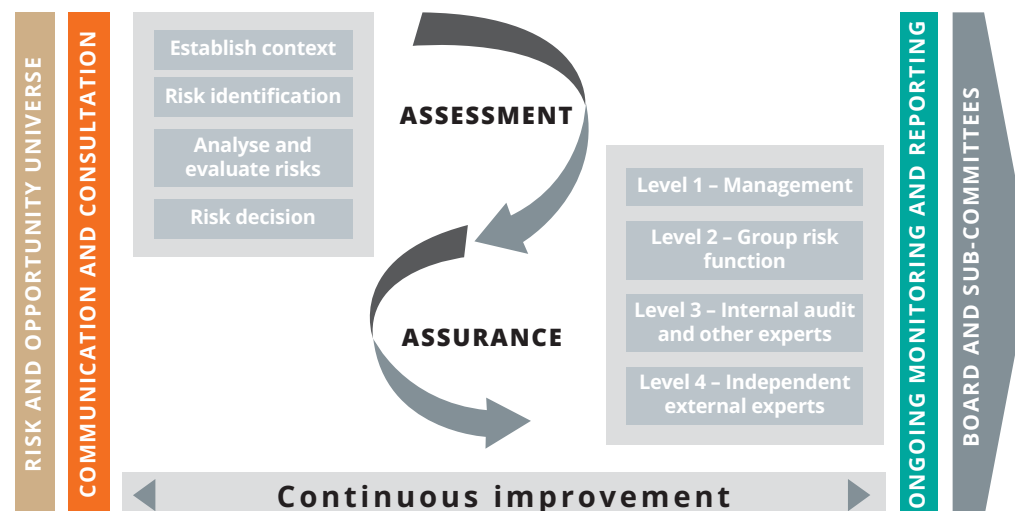 RISK AND OPPORTUNITY UNIVERSE
COMMUNICATION AND CONSULTATION
Establish context
Risk identification
Analyse and
evaluate risks
Risk decision
ASSESSMENT
ASSURANCE
Level 1 – Management
Level 2 – Group risk
function
Level 3 – Internal audit
and other experts
Level 4 – Independent
external experts
Continuous improvement
ONGOING MONITORING AND REPORTING
BOARD AND SUB-COMMITTEES